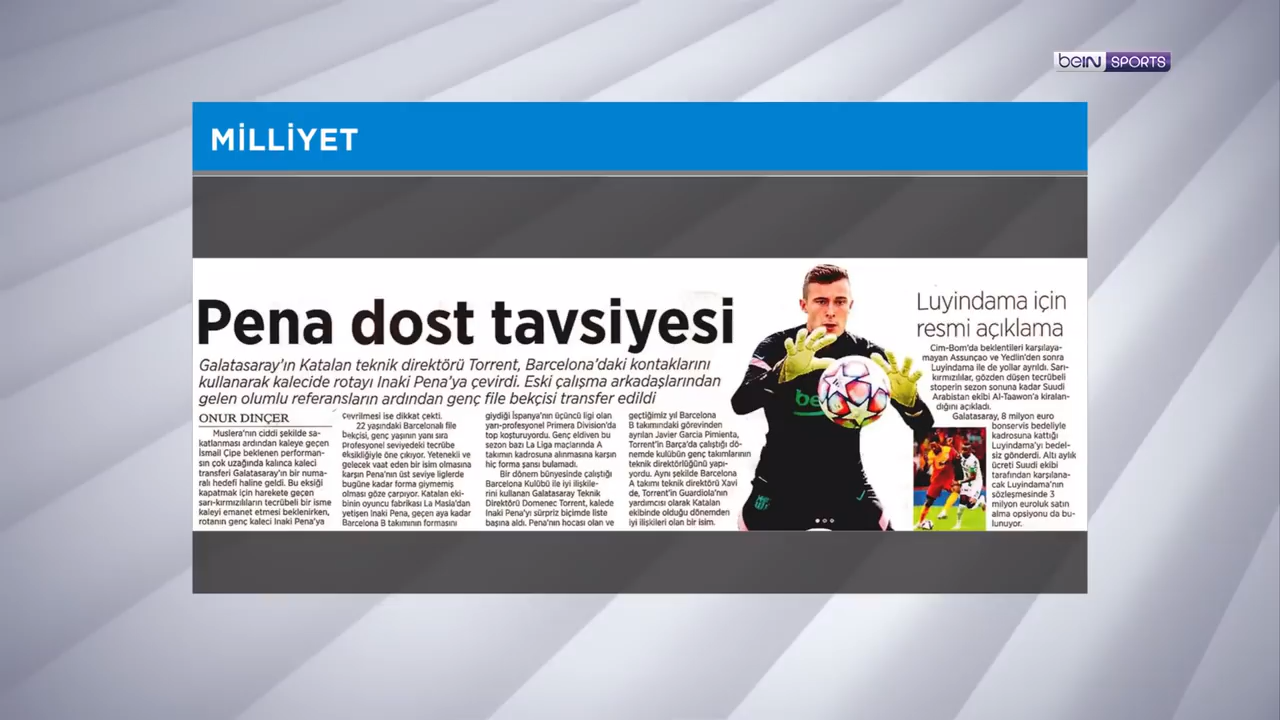 beIN SPORTS
MİLLİYET
Pena dost tavsiyesi
Galatasaray'ın Katalan teknik direktörü Torrent, Barcelona'daki kontaklarını
kullanarak kalecide rotayı Inaki Pena'ya çevirdi. Eski çalışma arkadaşlarından
gelen olumlu referansların ardından genç file bekçisi transfer edildi
ONUR DİNÇER
Muslera'nın ciddi şekilde sa-
katlanması ardından kaleye geçen
İsmail Çipe beklenen performan-
sın çok uzağında kalınca kaleci
transferi Galatasaray'ın bir numa-
ralı hedefi haline geldi. Bu eksiği
kapatmak için harekete geçen
sarı-kırmızılıların tecrübeli bir isme
kaleyi emanet etmesi beklenirken,
rotanın genç kaleci Inaki Pena'ya
çevrilmesi ise dikkat çekti.
22 yaşındaki Barcelonalı file
bekçisi, genç yaşının yanı sıra
profesyonel seviyedeki tecrübe
eksikliğiyle öne çıkıyor. Yetenekli ve
gelecek vaat eden bir isim olmasına
karşın Pena'nın üst seviye liglerde
bugüne kadar forma giymemiş
olması göze çarpıyor. Katalan eki-
binin oyuncu fabrikası La Masia'dan
yetişen Inaki Pena, geçen aya kadar
Barcelona B takımının formasını
giydiği İspanya'nın üçüncü ligi olan
yarı-profesyonel Primera División'da
top koşturuyordu. Genç eldiven bu
sezon bazı La Liga maçlarında A
takımın kadrosuna alınmasına karşın
hiç forma şansı bulamadı.
Bir dönem bünyesinde çalıştığı
Barcelona Kulübü ile iyi ilişkile-
rini kullanan Galatasaray Teknik
Direktörü Domenec Torrent, kalede
Inaki Pena'yı sürpriz biçimde liste
başına aldı. Pena'nın hocası olan ve
geçtiğimiz yıl Barcelona
B takımındaki görevinden
ayrılan Javier Garcia Pimienta,
Torrent'in Barça'da çalıştığı dö-
nemde kulübün genç takımlarının
teknik direktörlüğünü yapı-
yordu. Aynı şekilde Barcelona
A takımı teknik direktörü Xavi
de, Torrent'in Guardiola'nın
yardımcısı olarak Katalan
ekibinde olduğu dönemden
iyi ilişkileri olan bir isim.
Luyindama için
resmi açıklama
Cim-Bom'da beklentileri karşılaya-
mayan Assunçao ve Yedlin'den sonra
Luyindama ile de yollar ayrıldı. Sarı-
kırmızılılar, gözden düşen tecrübeli
stoperin sezon sonuna kadar Suudi
Arabistan ekibi Al-Taawon'a kiralan-
dığını açıkladı.
Galatasaray, 8 milyon euro
bonservis bedeliyle
kadrosuna kattığı
Luyindama'yı bedel-
siz gönderdi. Altı aylık
ücreti Suudi ekibi
tarafından karşılana-
cak Luyindama'nın
sözleşmesinde 3
milyon euroluk satın
alma opsiyonu da bu-
lunuyor.